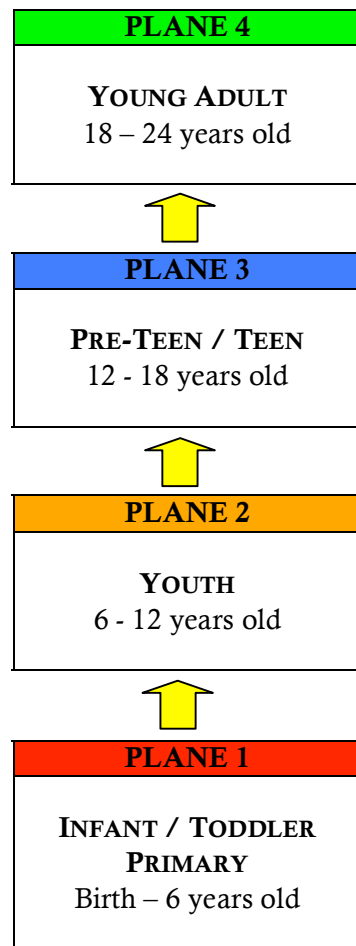 PLANE 4
YOUNG ADULT
18 – 24 years old
PLANE 3
PRE-TEEN / TEEN
12 - 18 years old
PLANE 2
YOUTH
6 - 12 years old
PLANE 1
INFANT / TODDLER
PRIMARY
Birth – 6 years old